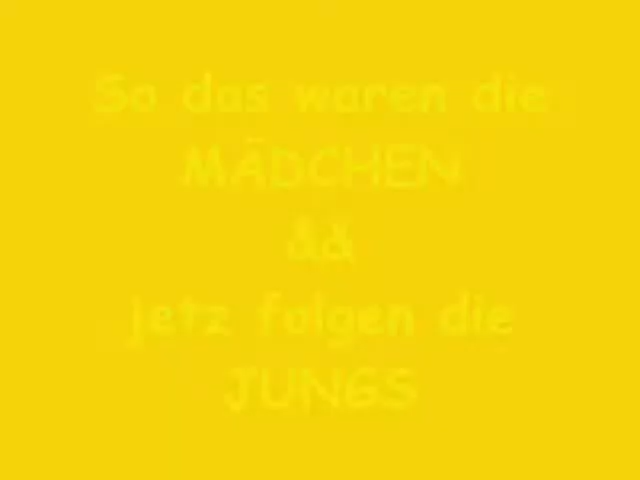 So das waren die
MÄDCHEN
&&
jetz folgen die
JUNGS